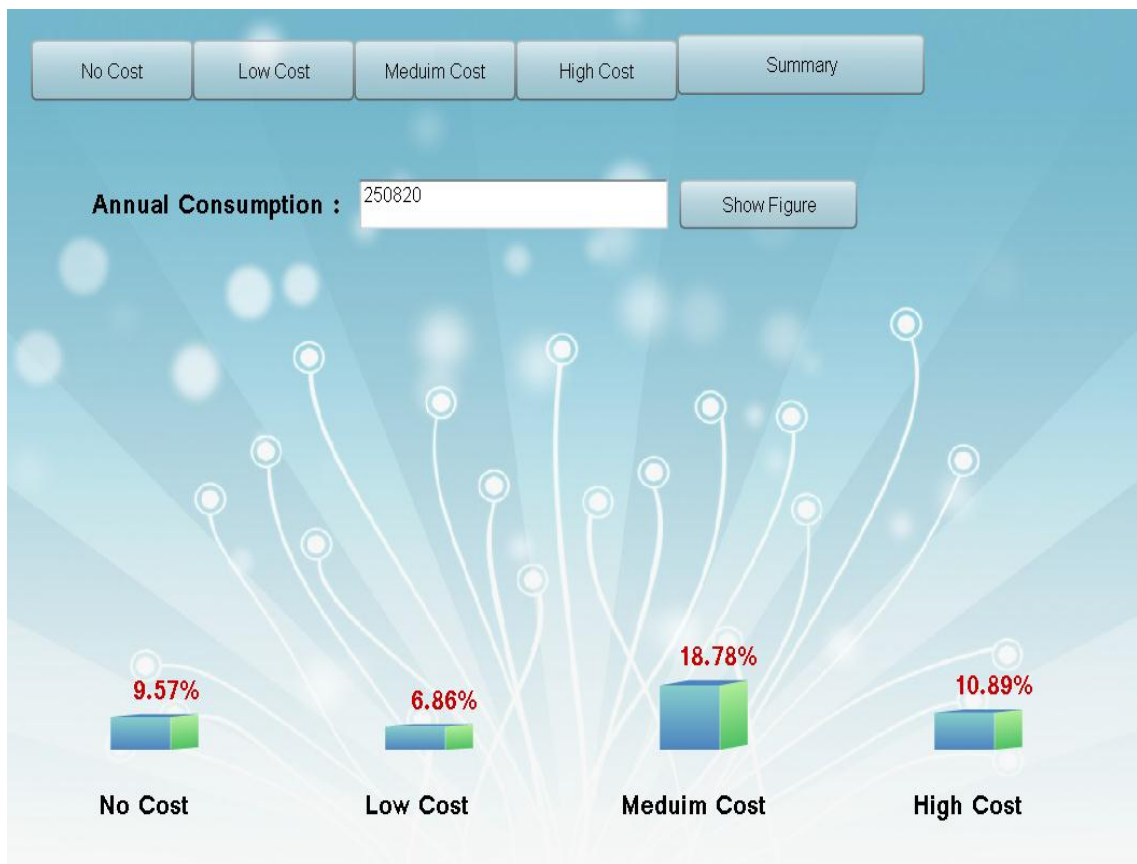 No Cost Low Cost Meduim Cost High Cost Summary
Annual Consumption : 250820 Show Figure
18.78%
9.57% 6.86% 10.89%
No Cost Low Cost Meduim Cost High Cost